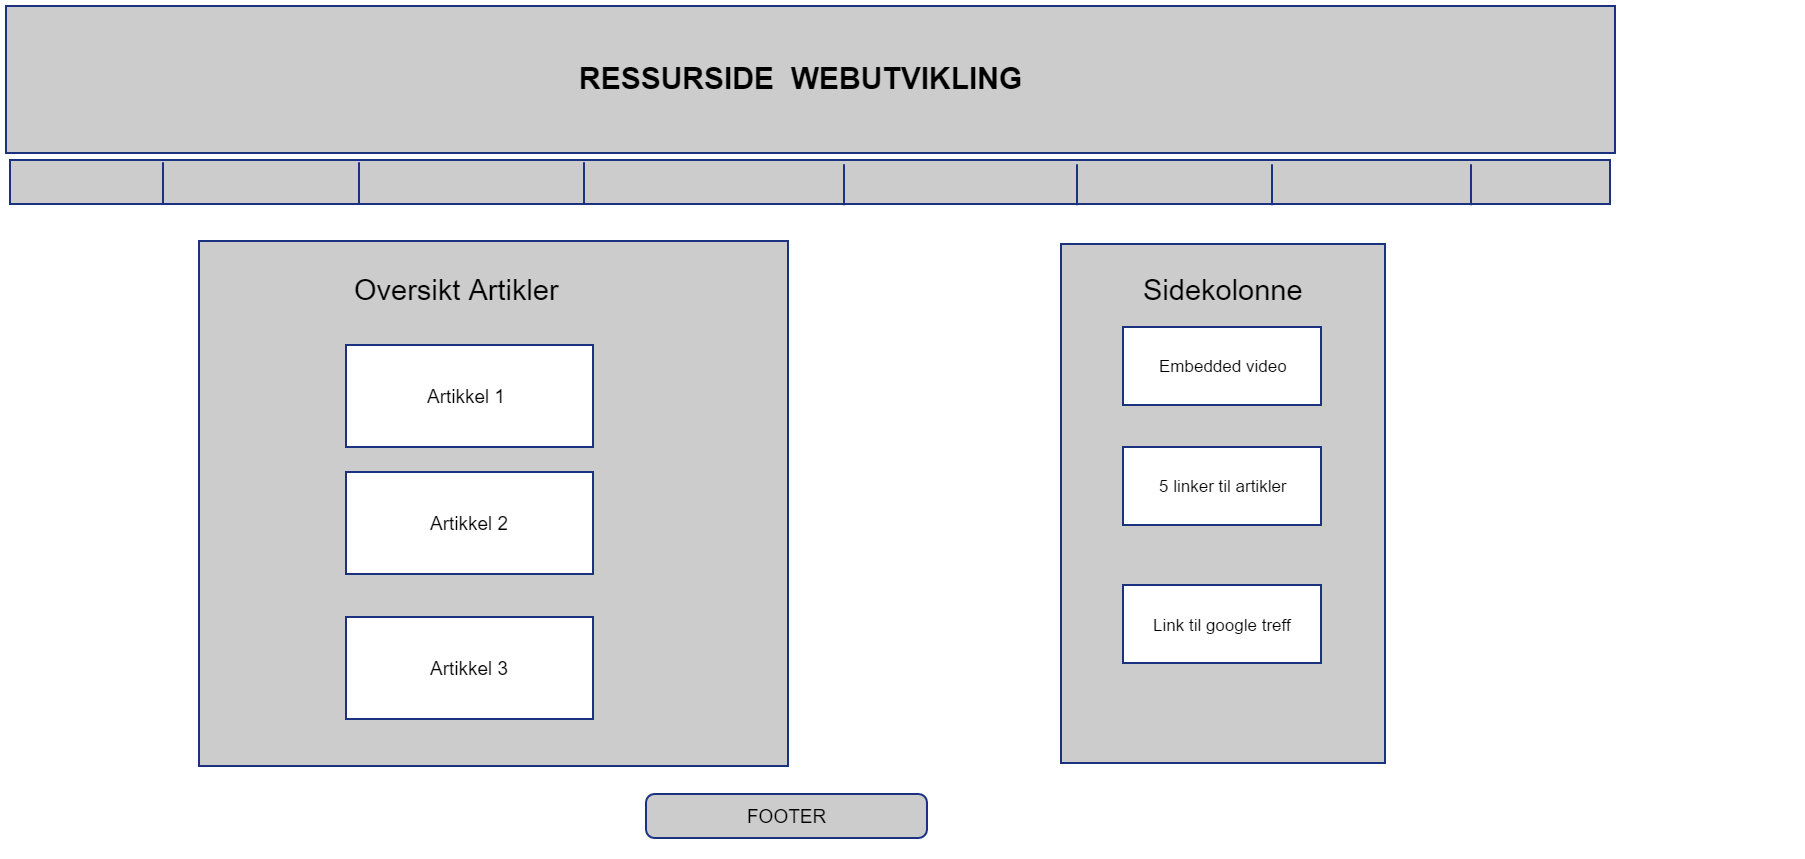 RESSURSIDE  WEBUTVIKLING
Oversikt Artikler
Artikkel 1
Artikkel 2
Artikkel 3
Sidekolonne
Embedded video
5 linker til artikler
Link til google treff
FOOTER